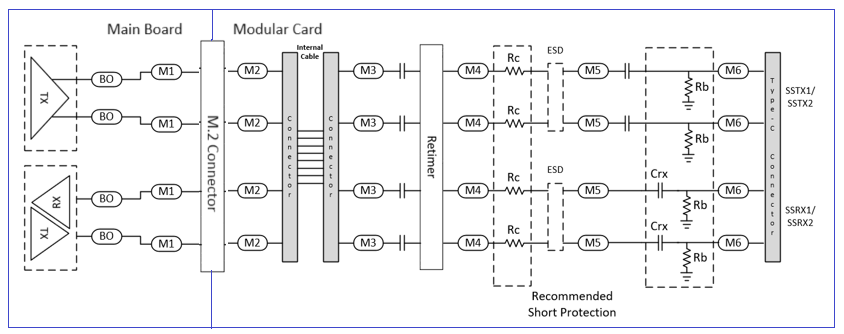 Main Board
Modular Card
Internal
Cable
TX
BO
M1
M2
M3
M4
Rc
ESD
M5
M6
Rb
BO
M1
M2
M3
M4
Rc
M5
M6
Rb
SSTX1/
SSTX2
M.2 Connector
Connector
Connector
Retimer
Type-C Connector
RX
TX
BO
M1
M2
M3
M4
Rc
ESD
M5
Crx
M6
Rb
BO
M1
M2
M3
M4
Rc
M5
Crx
M6
Rb
SSRX1/
SSRX2
Recommended
Short Protection